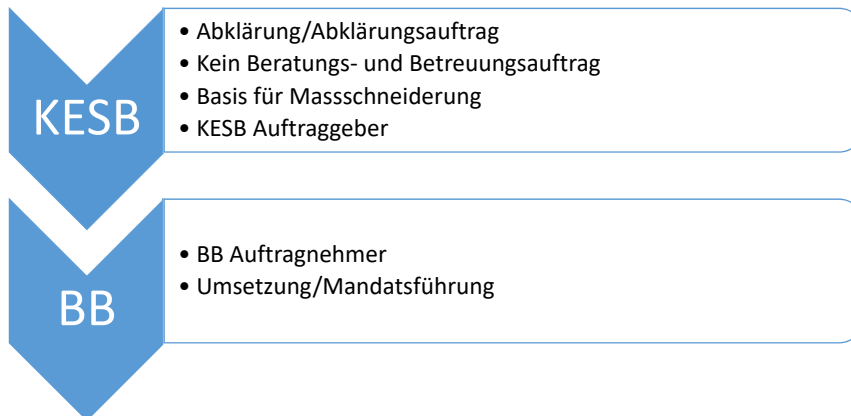 KESB
• Abklärung/Abklärungsauftrag
• Kein Beratungs- und Betreuungsauftrag
• Basis für Massschneiderung
• KESB Auftraggeber
BB
• BB Auftragnehmer
• Umsetzung/Mandatsführung